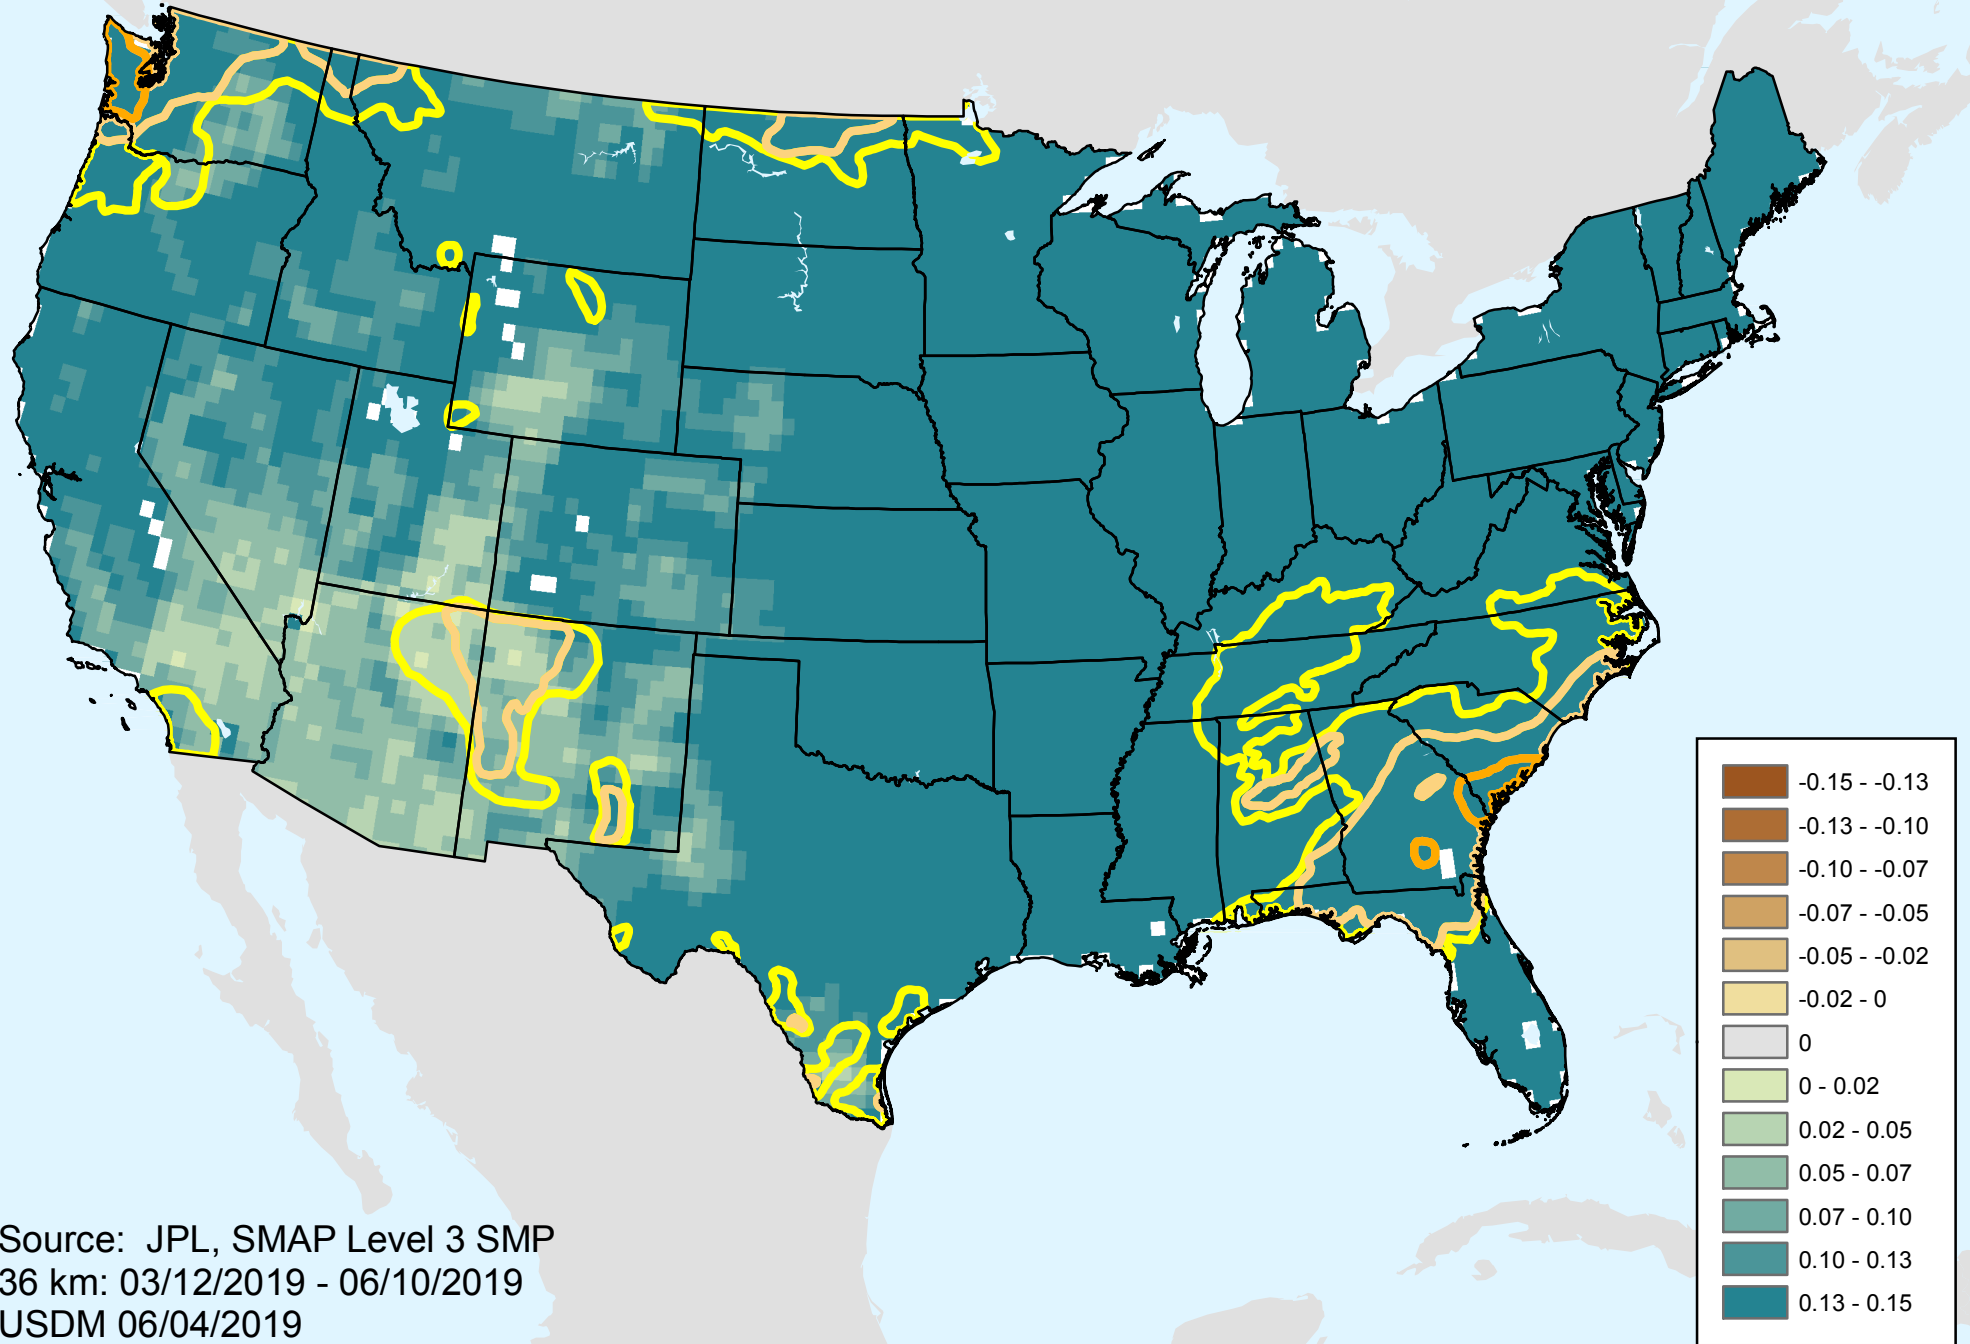 -0.15 - -0.13
-0.13 - -0.10
-0.10 - -0.07
-0.07 - -0.05
-0.05 - -0.02
-0.02 - 0
0
0 - 0.02
0.02 - 0.05
0.05 - 0.07
0.07 - 0.10
0.10 - 0.13
0.13 - 0.15
Source:  JPL, SMAP Level 3 SMP
36 km: 03/12/2019 - 06/10/2019
USDM 06/04/2019